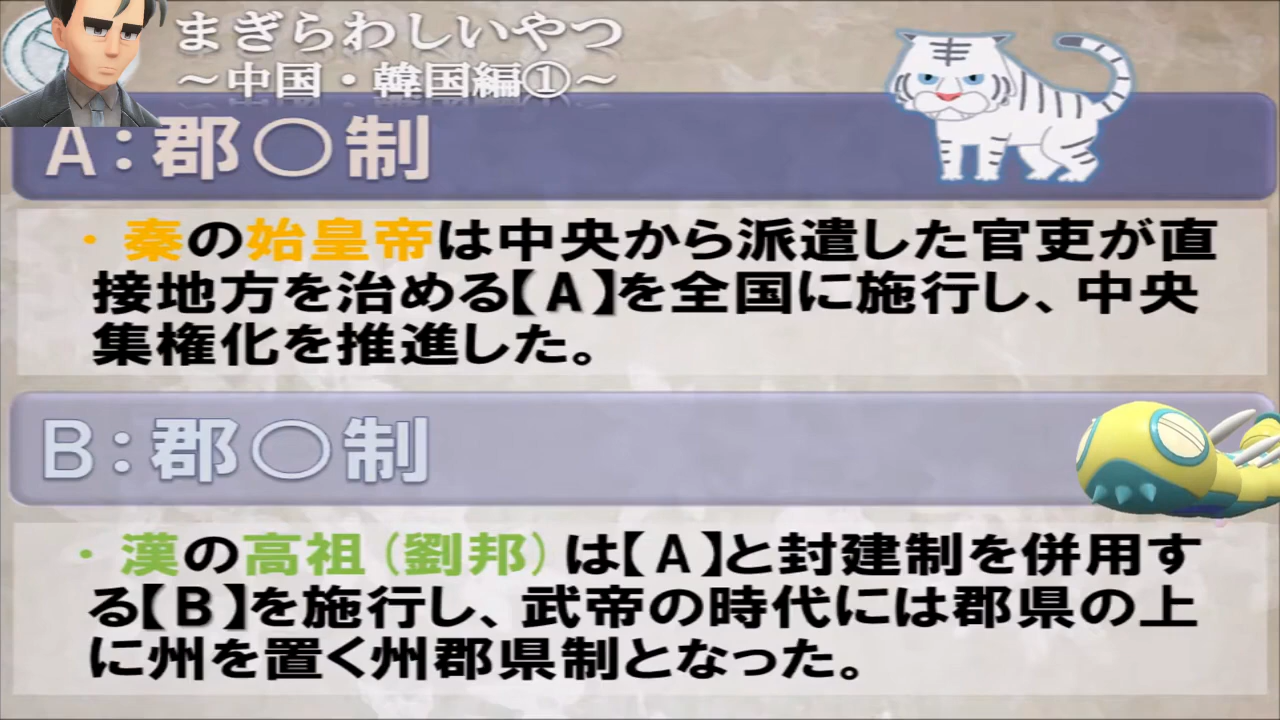 まぎらわしいやつ
～中国・韓国編①～
A：郡〇制
・秦の始皇帝は中央から派遣した官吏が直
接地方を治める【A】を全国に施行し、中央
集権化を推進した。
B：郡〇制
・漢の高祖（劉邦）は【A】と封建制を併用す
る【B】を施行し、武帝の時代には郡県の上
に州を置く州郡県制となった。